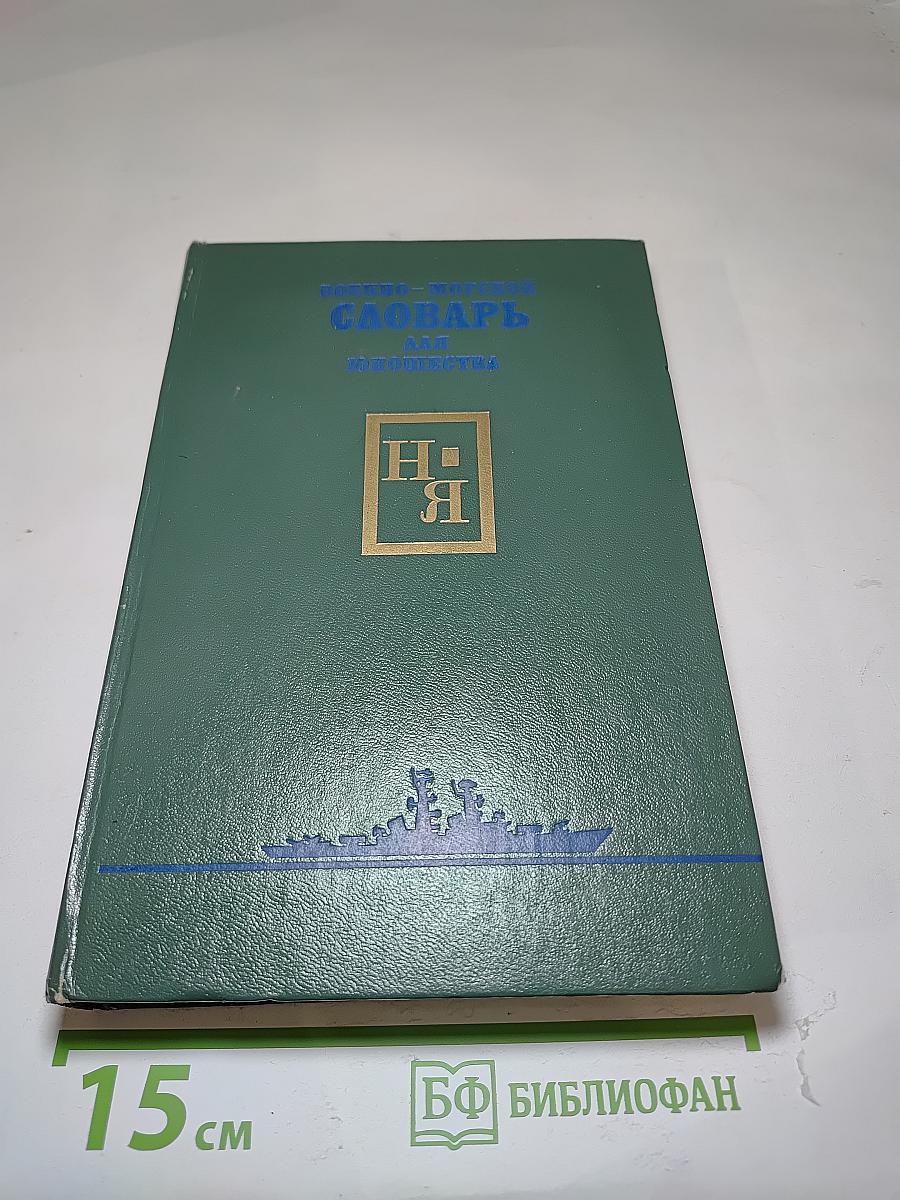 ВОЕННО-МОРСКОЙ
СЛОВАРЬ
ДЛЯ
ЮНОШЕСТВА
Н·
Я
15 см
БФ БИБЛИОФАН